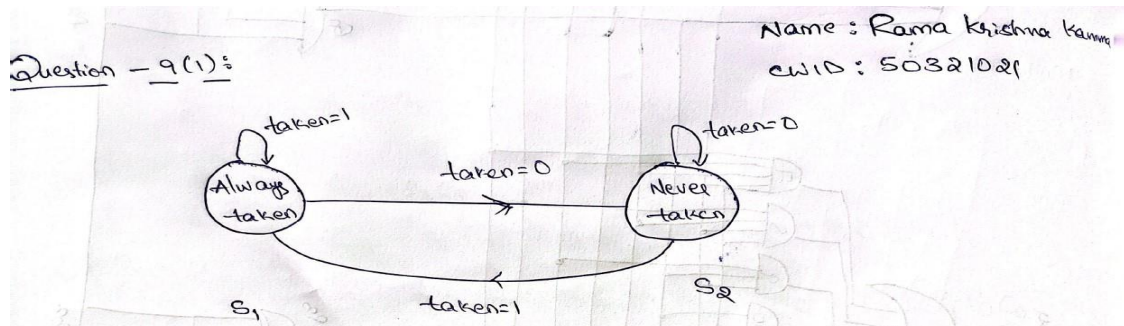 Name : Rama Krishna Kamma
Question - 9(1) :
CWID : 50321021
taken=1
taken=0
taken=0
Always
taken
Never
taken
taken=1
S1
S2